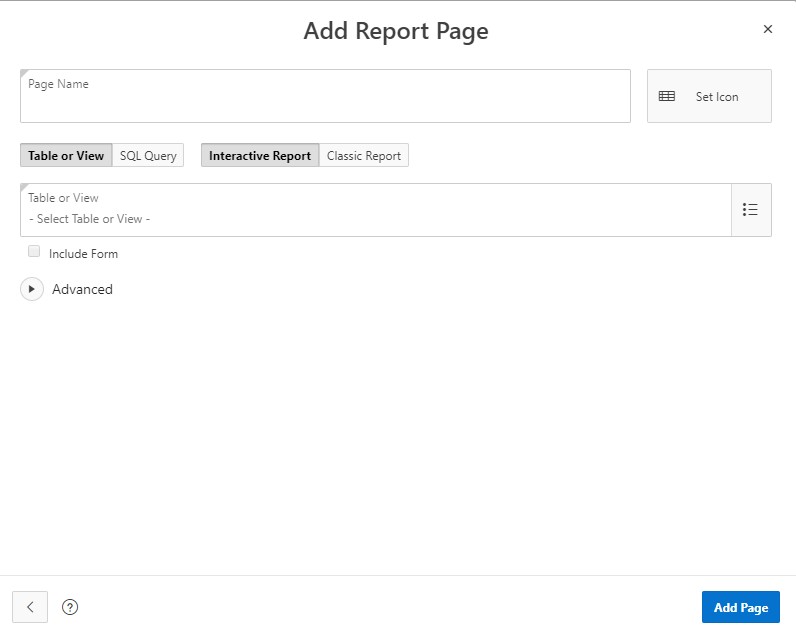 Add Report Page
Page Name
Set Icon
Table or View SQL Query Interactive Report Classic Report
Table or View
- Select Table or View -
Include Form
Advanced
Add Page